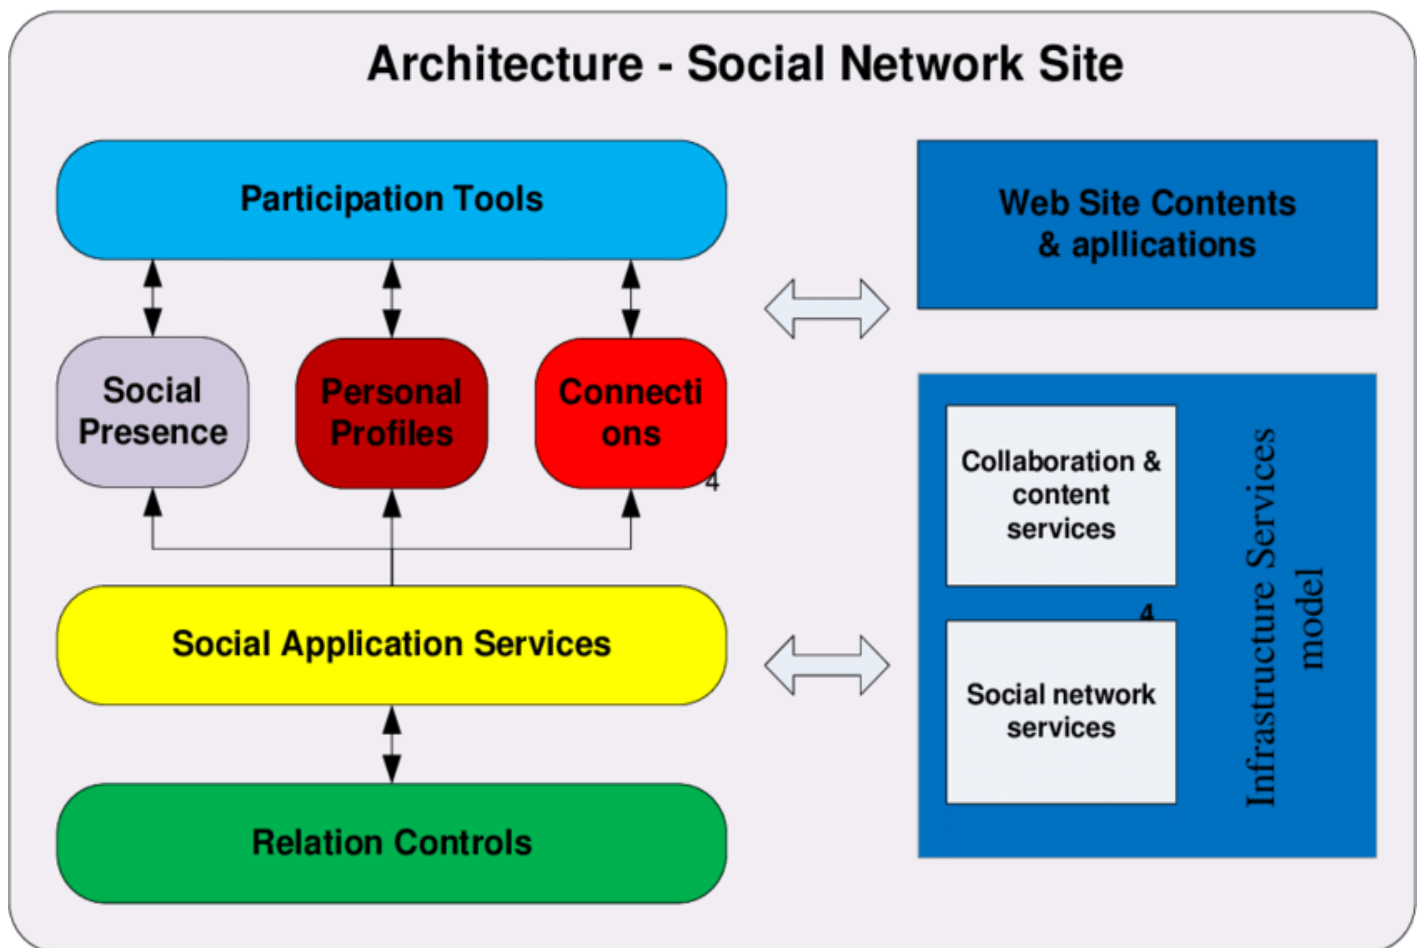 Architecture - Social Network Site
Participation Tools
Web Site Contents
& apllications
Social
Presence
Personal
Profiles
Connecti
ons
4
Collaboration &
content
services
4
Social network
services
Infrastructure Services
model
Social Application Services
Relation Controls